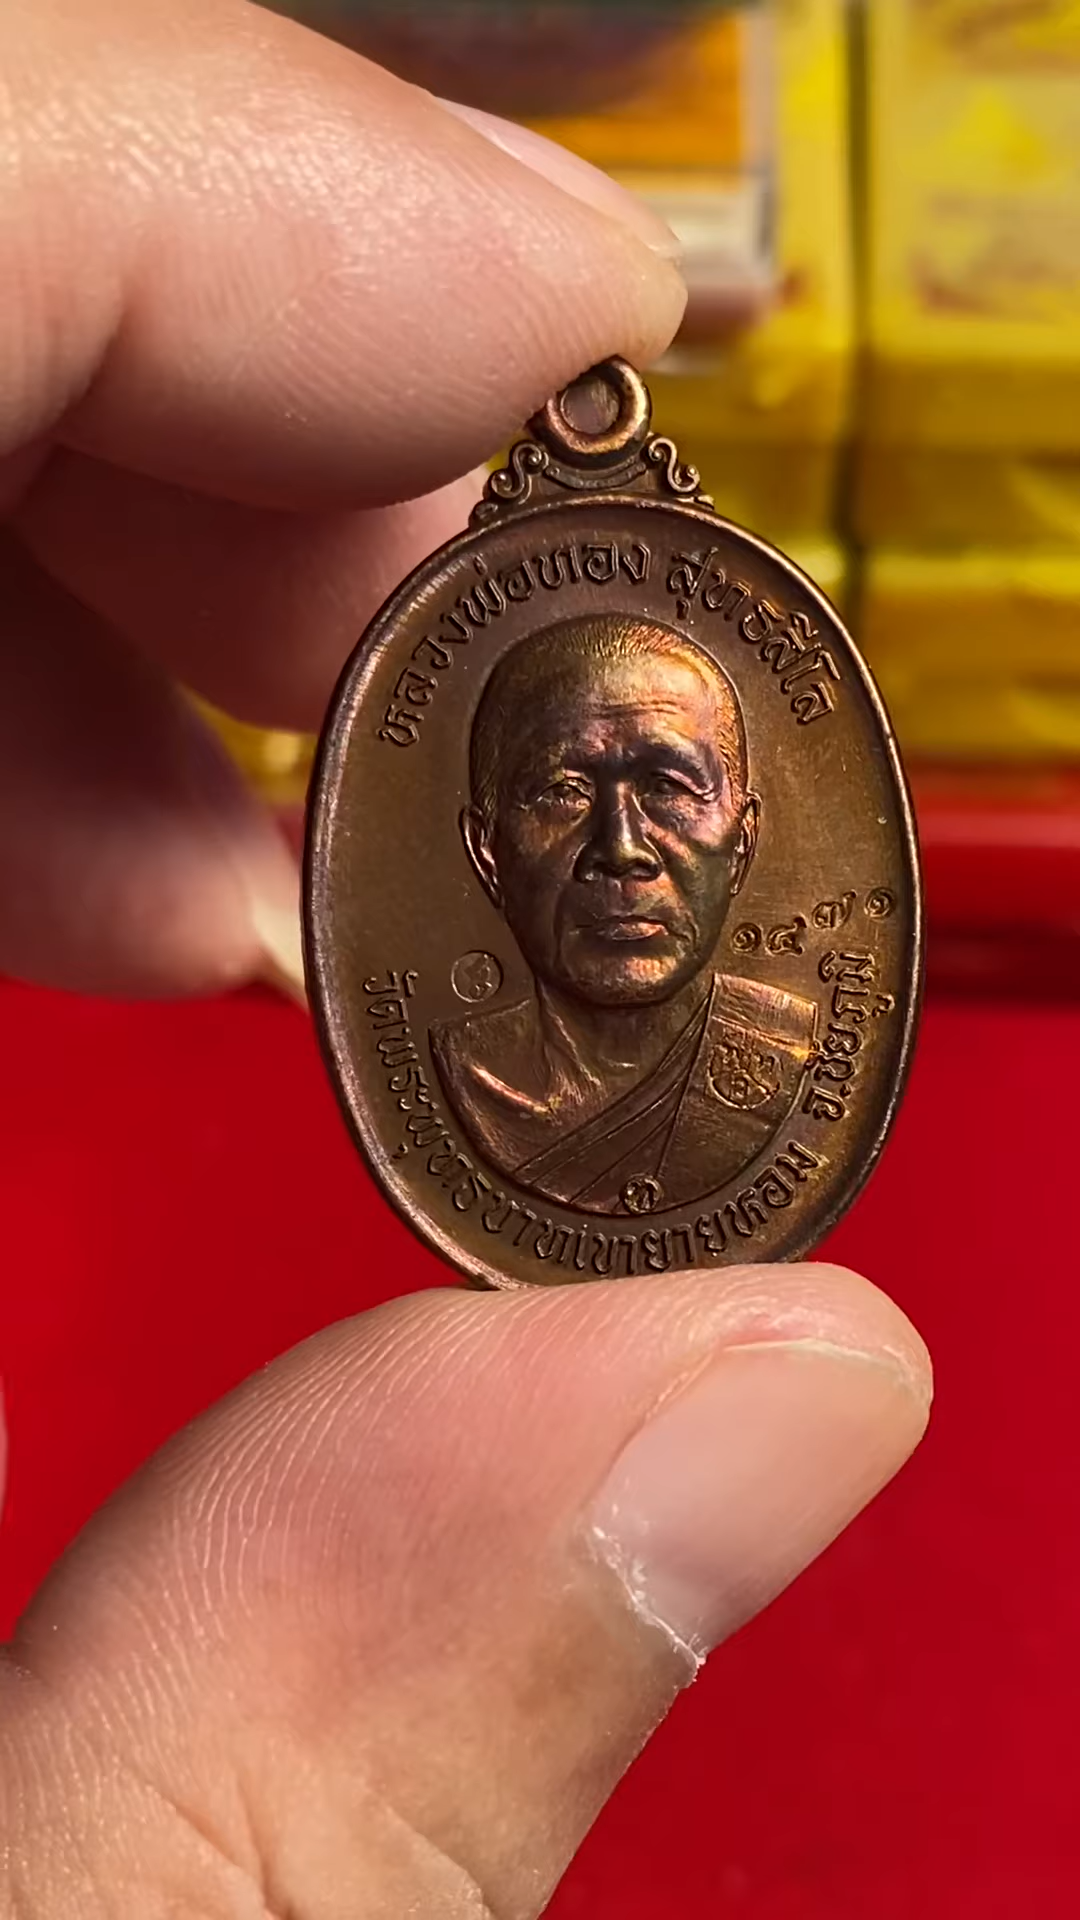 หลวงพ่อทอง สุทธสีโล
๑๔๗๑
วัดพระพุทธบาทเขายายหอม จ.ชัยภูมิ
ท